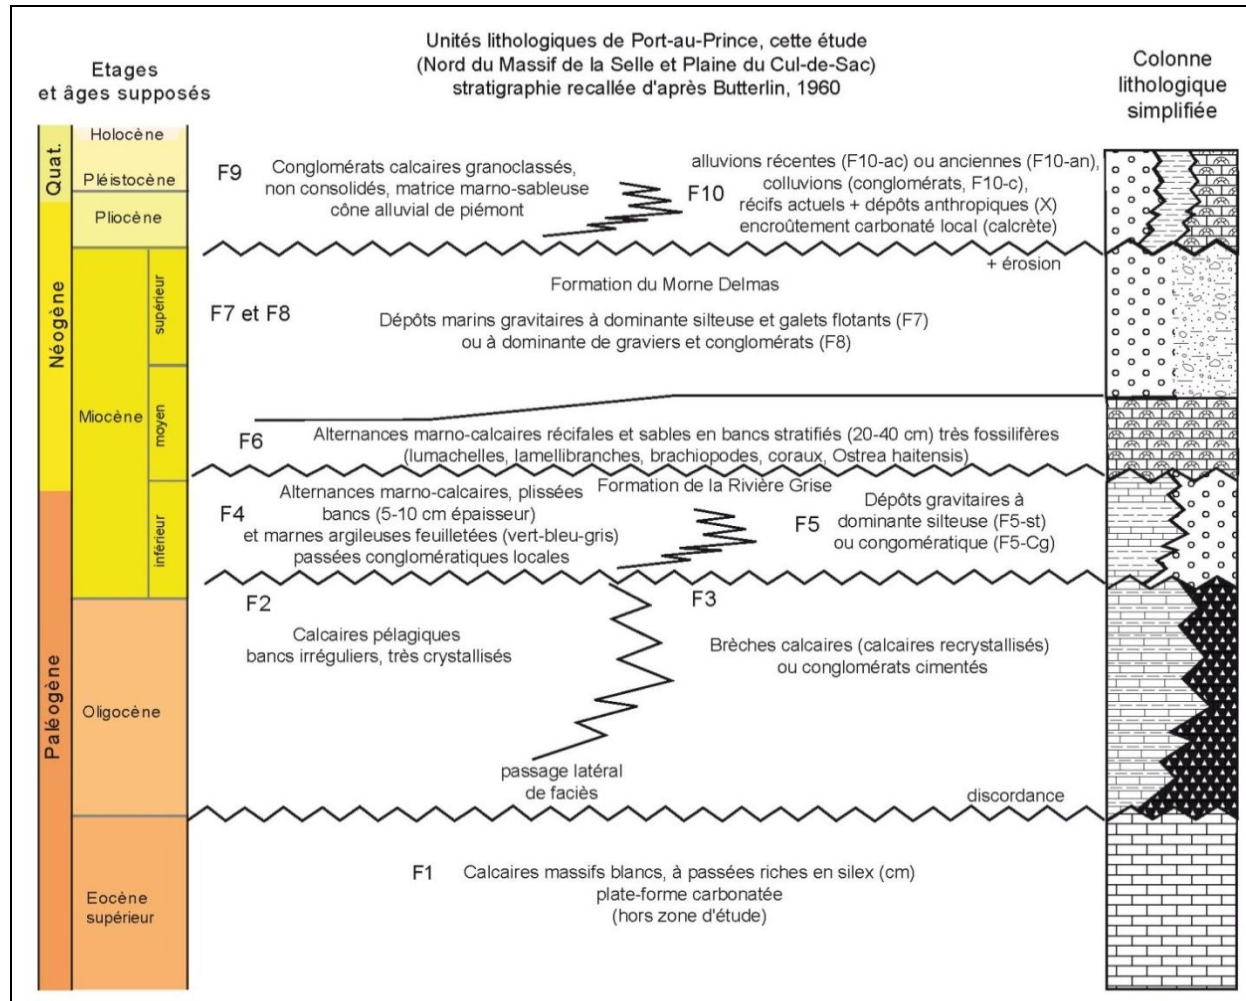 Unités lithologiques de Port-au-Prince, cette étude
(Nord du Massif de la Selle et Plaine du Cul-de-Sac)
stratigraphie recallée d'après Butterlin, 1960
Etages
et âges supposés
Colonne
lithologique
simplifiée
Quat.
Néogène
Paléogène
Holocène
Pléistocène
Pliocène
Miocène
supérieur
moyen
inférieur
Oligocène
Eocène
supérieur
F9
Conglomérats calcaires granoclassés,
non consolidés, matrice marno-sableuse
cône alluvial de piémont
F10
alluvions récentes (F10-ac) ou anciennes (F10-an),
colluvions (conglomérats, F10-c),
récifs actuels + dépôts anthropiques (X)
encroûtement carbonaté local (calcrète)
+ érosion
Formation du Morne Delmas
F7 et F8
Dépôts marins gravitaires à dominante silteuse et galets flotants (F7)
ou à dominante de graviers et conglomérats (F8)
F6
Alternances marno-calcaires récifales et sables en bancs stratifiés (20-40 cm) très fossilifères
(lumachelles, lamellibranches, brachiopodes, coraux, Ostrea haitensis)
Formation de la Rivière Grise
F4
Alternances marno-calcaires, plissées
bancs (5-10 cm épaisseur)
et marnes argileuses feuilletées (vert-bleu-gris)
passées conglomératiques locales
F5
Dépôts gravitaires à
dominante silteuse (F5-st)
ou congomératique (F5-Cg)
F2
Calcaires pélagiques
bancs irréguliers, très crystallisés
F3
Brèches calcaires (calcaires recrystallisés)
ou conglomérats cimentés
passage latéral
de faciès
discordance
F1
Calcaires massifs blancs, à passées riches en silex (cm)
plate-forme carbonatée
(hors zone d'étude)